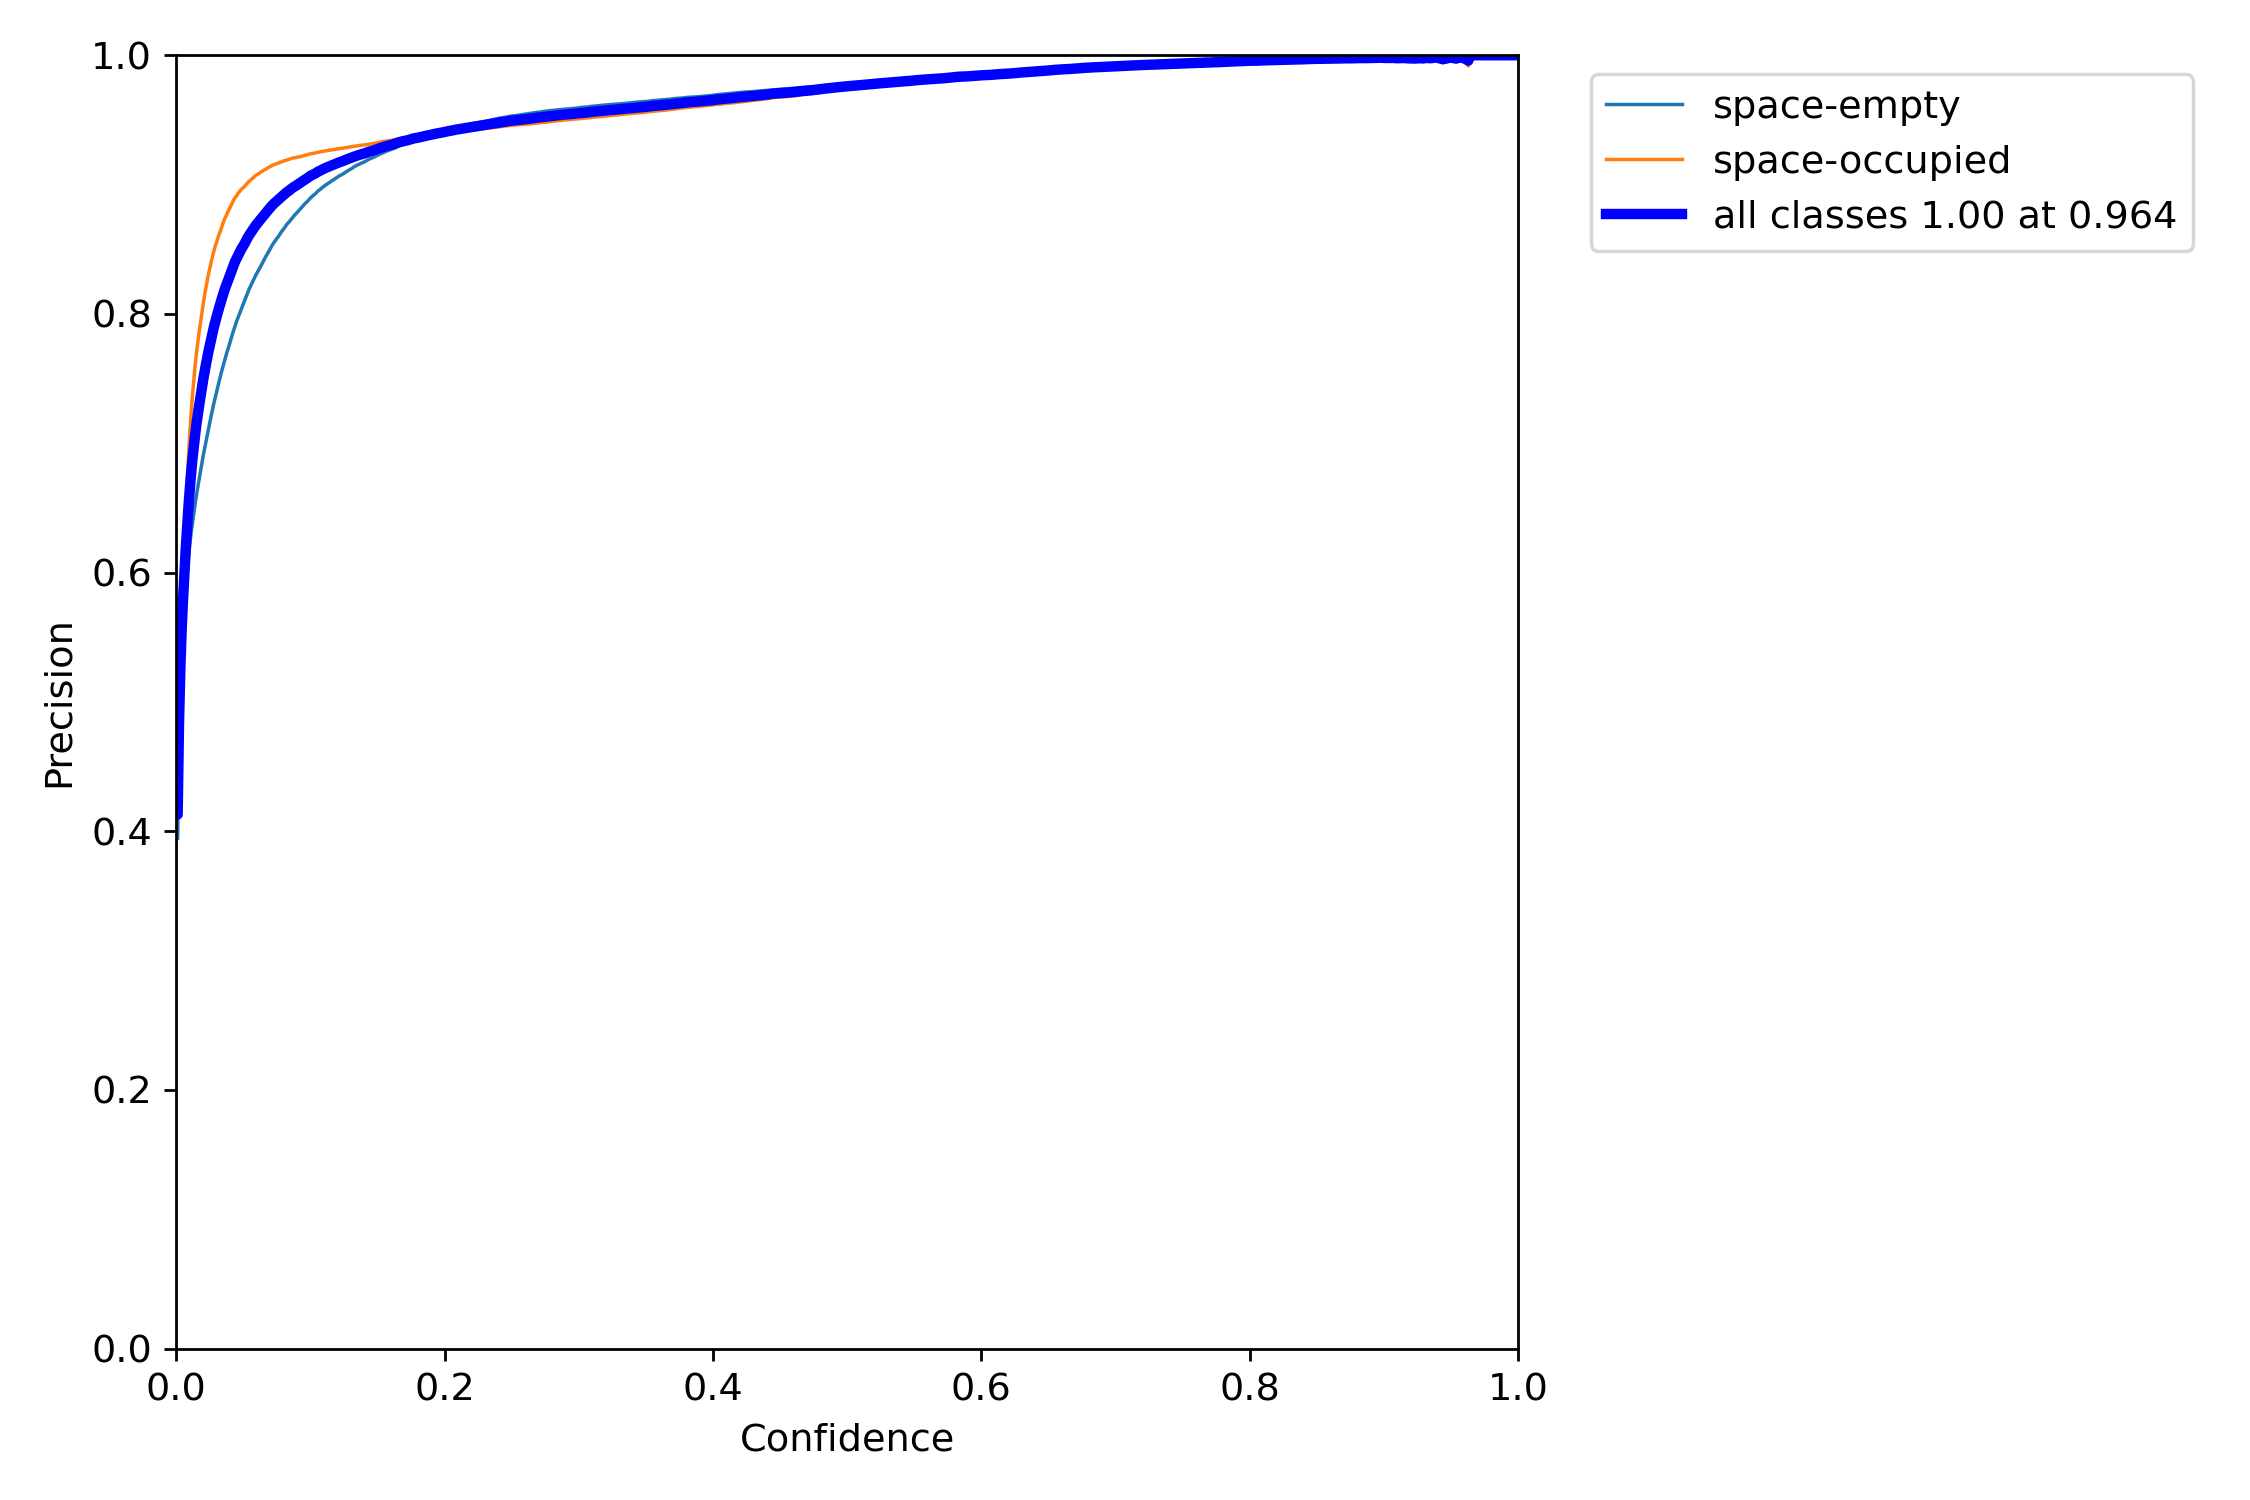 1.0
0.8
0.6
0.4
0.2
0.0
Precision
0.0 0.2 0.4 0.6 0.8 1.0
Confidence
space-empty
space-occupied
all classes 1.00 at 0.964